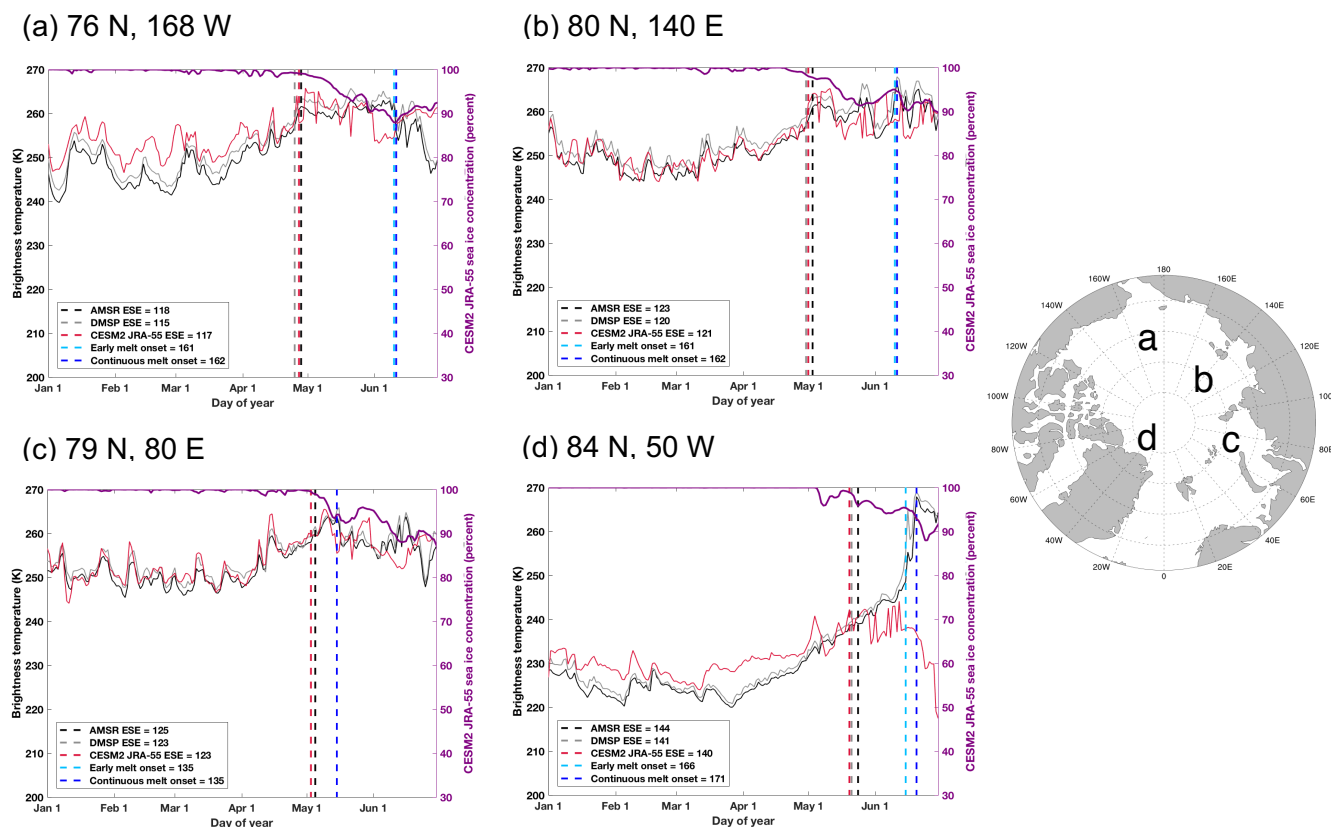 (a) 76 N, 168 W
(b) 80 N, 140 E
270
260
250
240
230
220
210
200
Brightness temperature (K)
100
90
80
70
60
50
40
30
CESM2 JRA-55 sea ice concentration (percent)
AMSR ESE = 118
DMSP ESE = 115
CESM2 JRA-55 ESE = 117
Early melt onset = 161
Continuous melt onset = 162
Jan 1
Feb 1
Mar 1
Apr 1
May 1
Jun 1
Day of year
270
260
250
240
230
220
210
200
Brightness temperature (K)
100
90
80
70
60
50
40
30
CESM2 JRA-55 sea ice concentration (percent)
AMSR ESE = 123
DMSP ESE = 120
CESM2 JRA-55 ESE = 121
Early melt onset = 161
Continuous melt onset = 162
Jan 1
Feb 1
Mar 1
Apr 1
May 1
Jun 1
Day of year
(c) 79 N, 80 E
(d) 84 N, 50 W
270
260
250
240
230
220
210
200
Brightness temperature (K)
100
90
80
70
60
50
40
30
CESM2 JRA-55 sea ice concentration (percent)
AMSR ESE = 125
DMSP ESE = 123
CESM2 JRA-55 ESE = 123
Early melt onset = 135
Continuous melt onset = 135
Jan 1
Feb 1
Mar 1
Apr 1
May 1
Jun 1
Day of year
270
260
250
240
230
220
210
200
Brightness temperature (K)
100
90
80
70
60
50
40
30
CESM2 JRA-55 sea ice concentration (percent)
AMSR ESE = 144
DMSP ESE = 141
CESM2 JRA-55 ESE = 140
Early melt onset = 166
Continuous melt onset = 171
Jan 1
Feb 1
Mar 1
Apr 1
May 1
Jun 1
Day of year
180
160W
160E
140W
140E
120W
120E
100W
100E
80W
80E
60W
60E
40W
40E
20W
20E
0
a
b
c
d